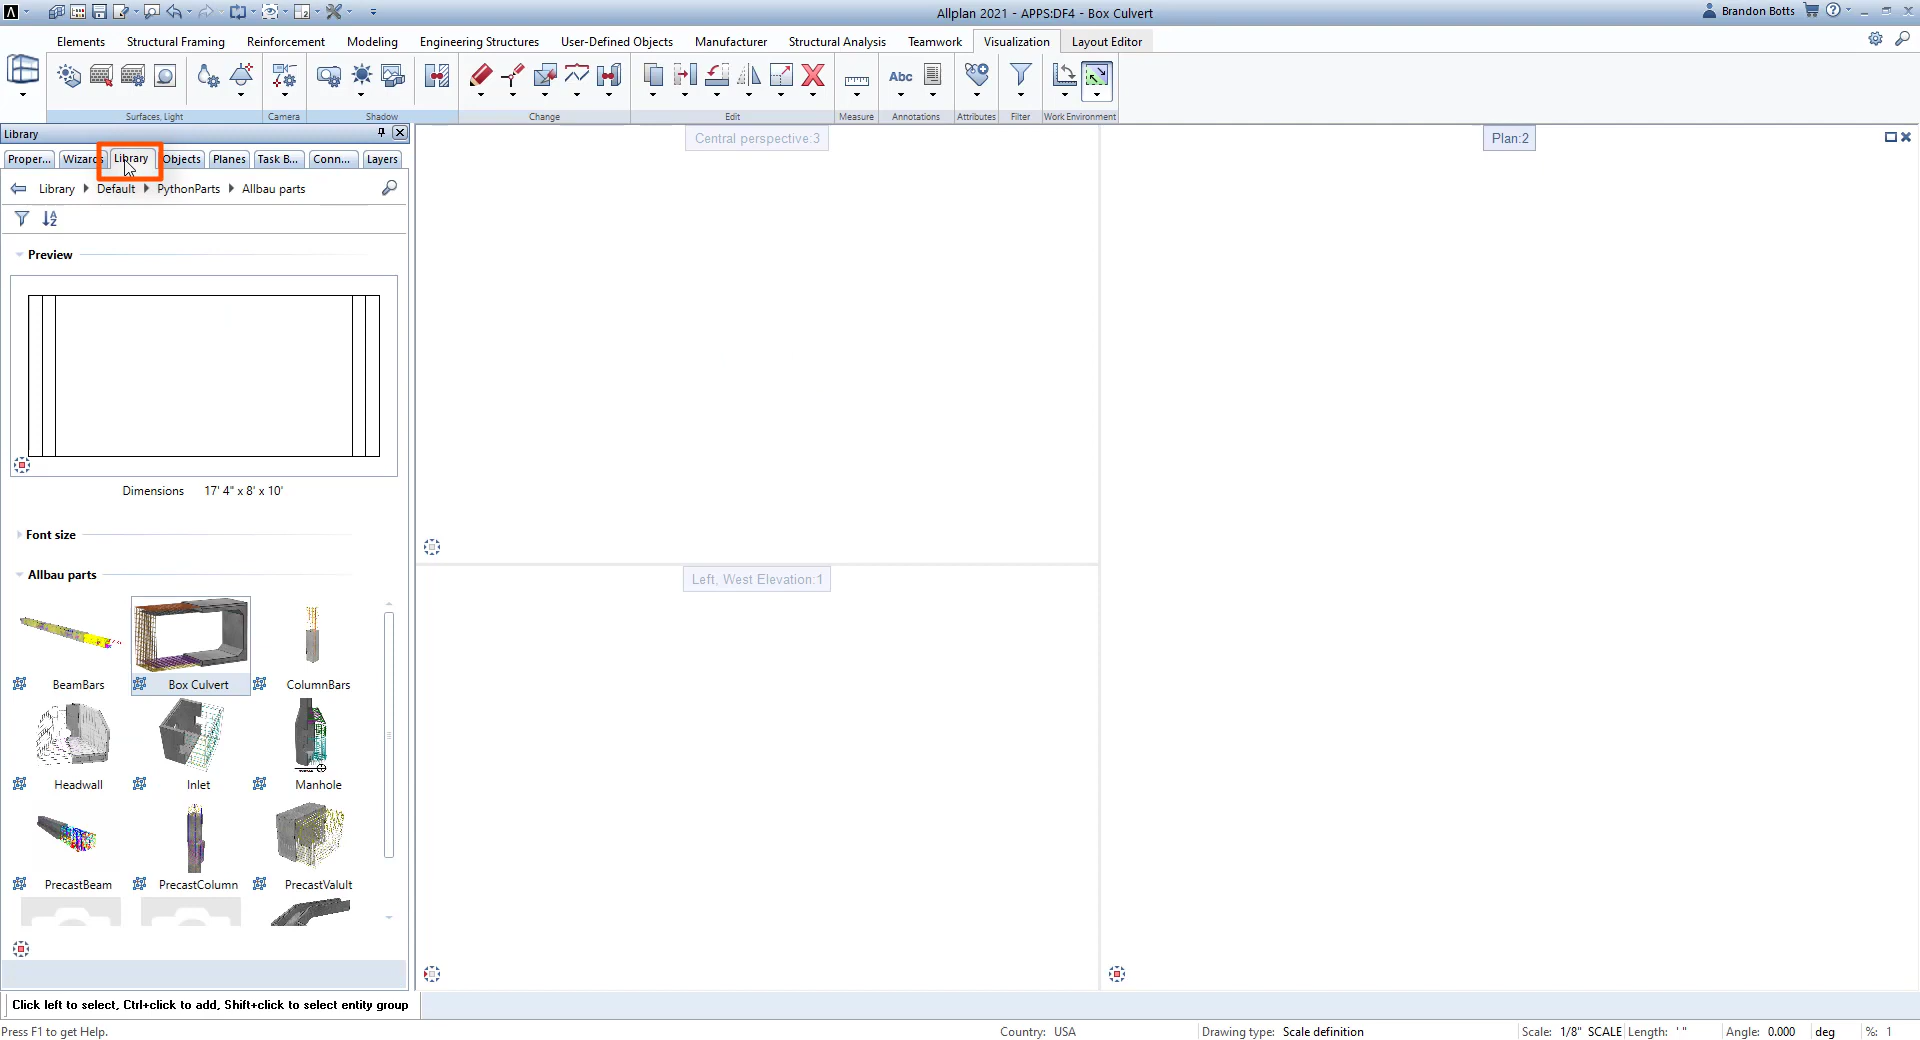 Allplan 2021 - APPS:DF4 - Box Culvert
Brandon Botts
Elements Structural Framing Reinforcement Modeling Engineering Structures User-Defined Objects Manufacturer Structural Analysis Teamwork Visualization Layout Editor
Abc
Surfaces, Light Camera Shadow Change Edit Measure Annotations Attributes Filter Work Environment
Library
Proper... Wizards Library Objects Planes Task B... Conn... Layers
Library Default PythonParts Allbau parts
Preview
Dimensions 17' 4" x 8' x 10'
Font size
Allbau parts
BeamBars Box Culvert ColumnBars
Headwall Inlet Manhole
PrecastBeam PrecastColumn PrecastValult
Central perspective:3
Plan:2
Left, West Elevation:1
Click left to select, Ctrl+click to add, Shift+click to select entity group
Press F1 to get Help.
Country: USA Drawing type: Scale definition Scale: 1/8" SCALE Length: ' " Angle: 0.000 deg %: 1